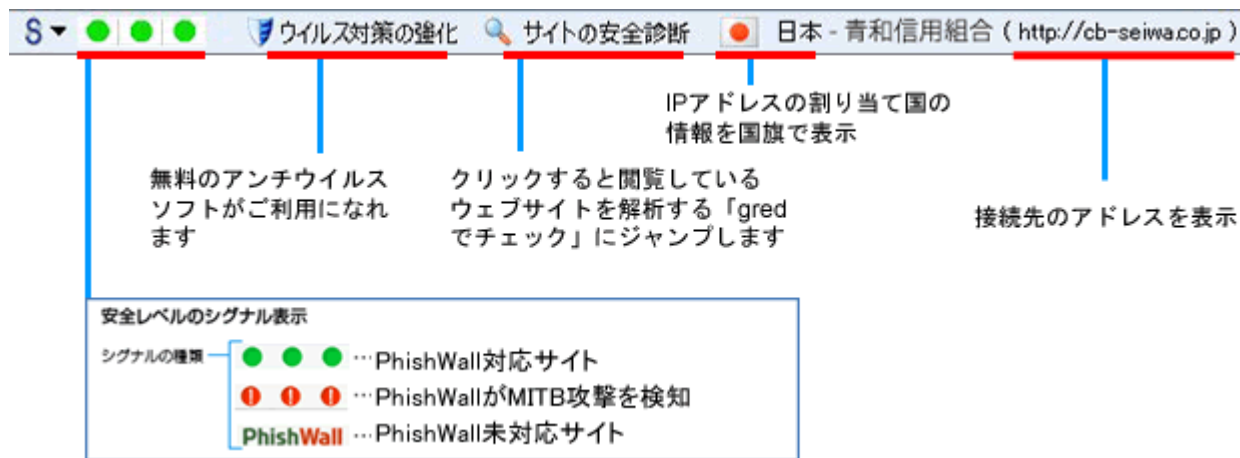 S ウイルス対策の強化 サイトの安全診断 日本 - 青和信用組合 ( http://cb-seiwa.co.jp )
IPアドレスの割り当て国の
情報を国旗で表示
無料のアンチウイルス
ソフトがご利用になれ
ます
クリックすると閲覧している
ウェブサイトを解析する「gred
でチェック」にジャンプします
接続先のアドレスを表示
安全レベルのシグナル表示
シグナルの種類
…PhishWall対応サイト
…PhishWallがMITB攻撃を検知
PhishWall …PhishWall未対応サイト